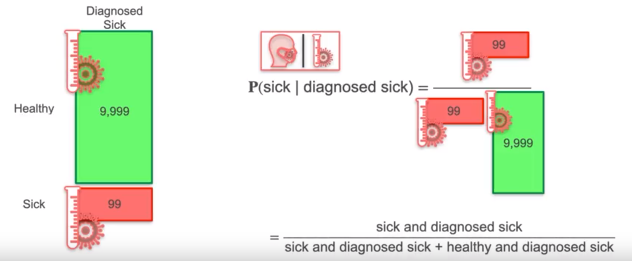 Diagnosed
Sick
Healthy
9,999
Sick
99
P(sick | diagnosed sick) =
99
99
9,999
= sick and diagnosed sick
sick and diagnosed sick + healthy and diagnosed sick